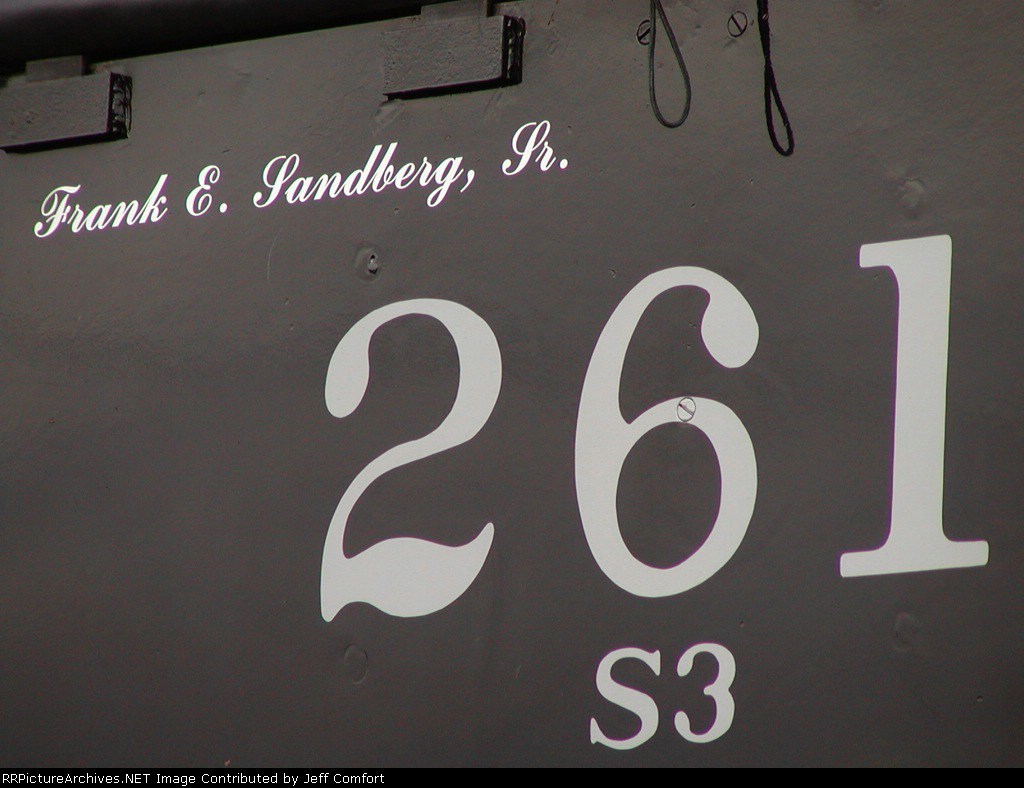 Frank E. Sandberg, Sr.
261
S3
RRPictureArchives.NET Image Contributed by Jeff Comfort